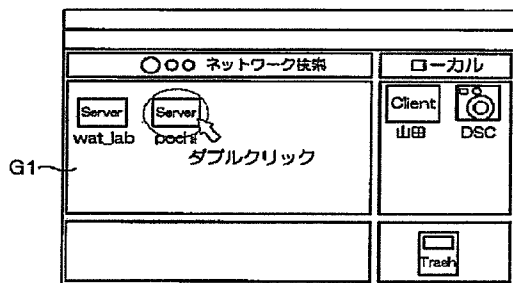 ○○○ ネットワーク検索
ローカル
Server
wat_lab
Server
pochi
ダブルクリック
Client
山田
DSC
G1
Trash